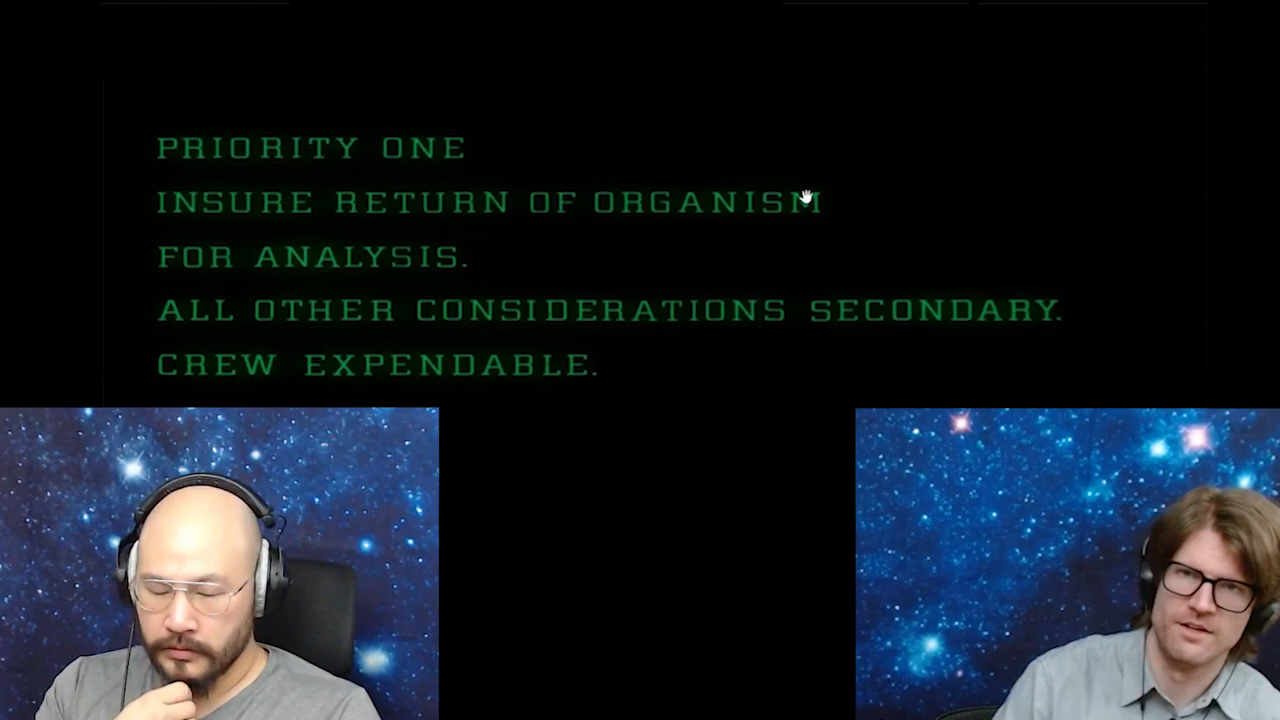 PRIORITY ONE
INSURE RETURN OF ORGANISM
FOR ANALYSIS.
ALL OTHER CONSIDERATIONS SECONDARY.
CREW EXPENDABLE.